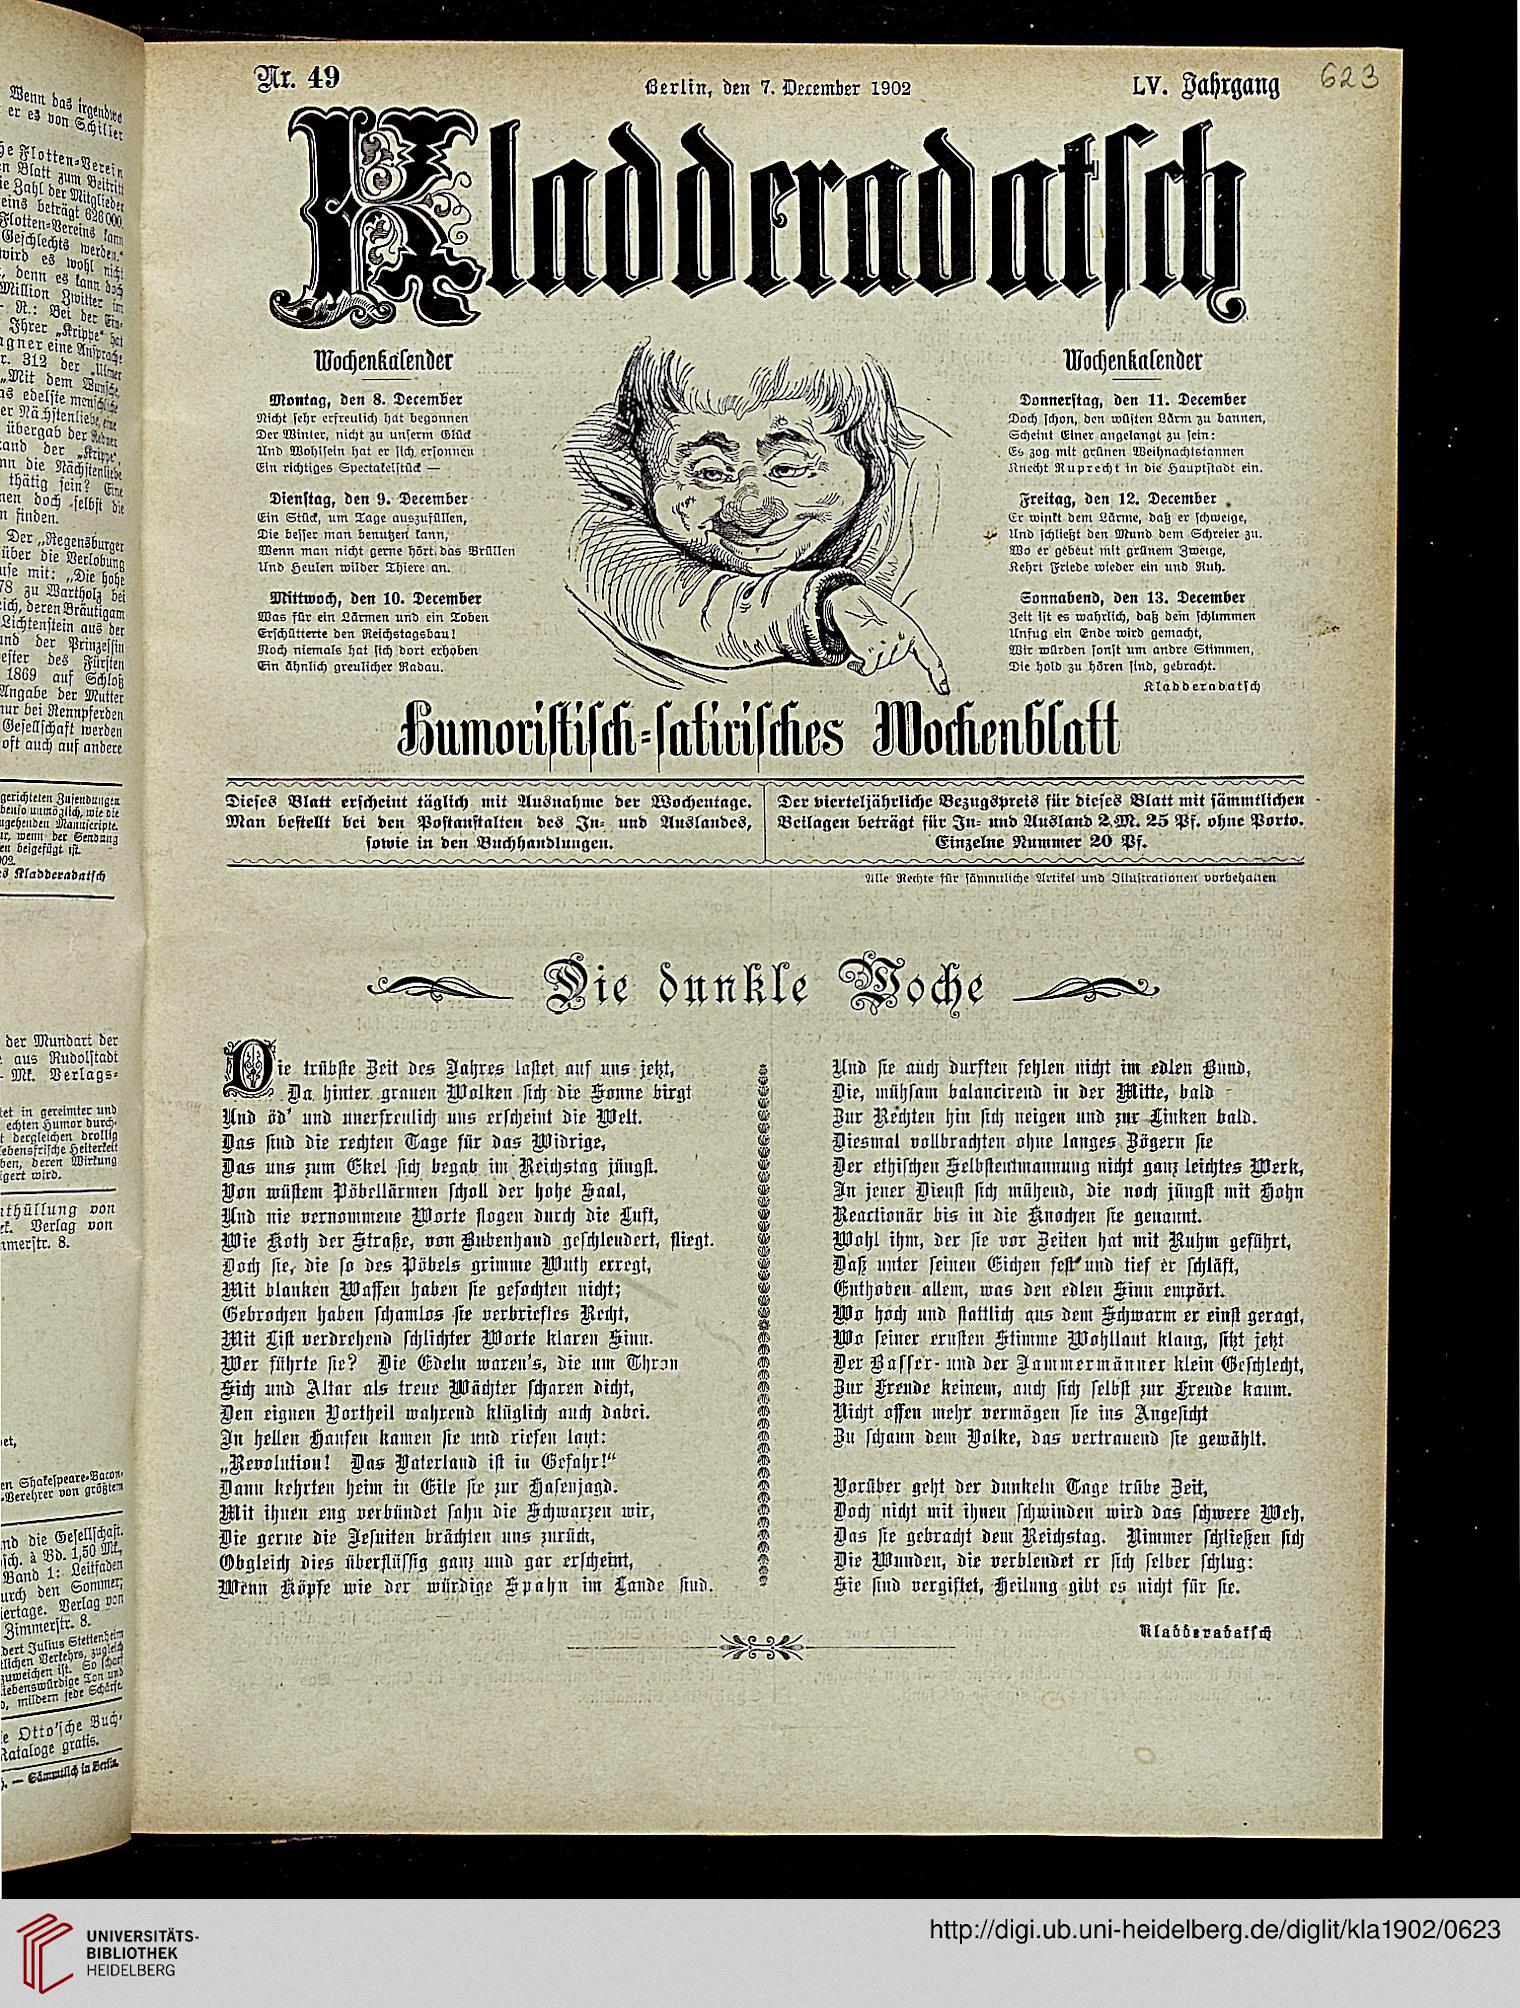 Nr. 49
Berlin, den 7. December 1902
LV. Jahrgang
623
Kladderadatsch
Wochenkalender
Montag, den 8. December
Nicht sehr erfreulich hat begonnen
Der Winter, nicht zu unserm Glück
Und Wohlsein hat er sich ersonnen
Ein richtiges Spectakelstück —
Dienstag, den 9. December
Ein Stück, um Tage auszufüllen,
Die besser man benutzen kann,
Wenn man nicht gerne hört das Brüllen
Und Heulen wilder Thiere an.
Mittwoch, den 10. December
Was für ein Lärmen und ein Toben
Erschütterte den Reichstagsbau!
Noch niemals hat sich dort erhoben
Ein ähnlich greulicher Radau.
Wochenkalender
Donnerstag, den 11. December
Doch schon, den wüsten Lärm zu bannen,
Scheint Einer angelangt zu sein:
Es zog mit grünen Weihnachtstannen
Knecht Ruprecht in die Hauptstadt ein.
Freitag, den 12. December
Er winkt dem Lärme, daß er schweige,
Und schließt den Mund dem Schreier zu.
Wo er gebeut mit grünem Zweige,
Kehrt Friede wieder ein und Ruh.
Sonnabend, den 13. December
Zeit ist es wahrlich, daß dem schlimmen
Unfug ein Ende wird gemacht,
Wir würden sonst um andre Stimmen,
Die hold zu hören sind, gebracht.
Kladderadatsch
Humoristisch-satirisches Wochenblatt
Dieses Blatt erscheint täglich mit Ausnahme der Wochentage.
Man bestellt bei den Postanstalten des In- und Auslandes,
sowie in den Buchhandlungen.
Der vierteljährliche Bezugspreis für dieses Blatt mit sämmtlichen
Beilagen beträgt für In- und Ausland 2 M. 25 Pf. ohne Porto.
Einzelne Nummer 20 Pf.
Alle Rechte für sämmtliche Artikel und Illustrationen vorbehalten
Die dunkle Woche
Die trübste Zeit des Jahres lastet auf uns jetzt,
Da hinter grauen Wolken sich die Sonne birgt
Und öd' und unerfreulich uns erscheint die Welt.
Das sind die rechten Tage für das Widrige,
Das uns zum Ekel sich begab im Reichstag jüngst.
Von wüstem Pöbellärmen scholl der hohe Saal,
Und nie vernommene Worte flogen durch die Luft,
Wie Koth der Straße, von Bubenhand geschleudert, fliegt.
Doch sie, die so des Pöbels grimme Wuth erregt,
Mit blanken Waffen haben sie gefochten nicht;
Gebrochen haben schamlos sie verbrieftes Recht,
Mit List verdrehend schlichter Worte klaren Sinn.
Wer führte sie? Die Edeln waren's, die um Thron
Sich und Altar als treue Wächter scharen dicht,
Den eignen Vortheil wahrend klüglich auch dabei.
In hellen Haufen kamen sie und riefen laut:
„Revolution! Das Vaterland ist in Gefahr!“
Dann kehrten heim in Eile sie zur Hasenjagd.
Mit ihnen eng verbündet sahn die Schwarzen wir,
Die gerne die Jesuiten brächten uns zurück,
Obgleich dies überflüssig ganz und gar erscheint,
Wenn Köpfe wie der würdige Spahn im Lande sind.
Und sie auch durften fehlen nicht im edlen Bund,
Die, mühsam balancirend in der Mitte, bald
Zur Rechten hin sich neigen und zur Linken bald.
Diesmal vollbrachten ohne langes Zögern sie
Der ethischen Selbstentmannung nicht ganz leichtes Werk,
In jener Dienst sich mühend, die noch jüngst mit Hohn
Reactionär bis in die Knochen sie genannt.
Wohl ihm, der sie vor Zeiten hat mit Ruhm geführt,
Daß unter seinen Eichen fest und tief er schläft,
Enthoben allem, was den edlen Sinn empört.
Wo hoch und stattlich aus dem Schwarm er einst geragt,
Wo seiner ernsten Stimme Wohllaut klang, sitzt jetzt
Der Basser- und der Jammermänner klein Geschlecht,
Zur Freude keinem, auch sich selbst zur Freude kaum.
Nicht offen mehr vermögen sie ins Angesicht
Zu schaun dem Volke, das vertrauend sie gewählt.
Vorüber geht der dunkeln Tage trübe Zeit,
Doch nicht mit ihnen schwinden wird das schwere Weh,
Das sie gebracht dem Reichstag. Nimmer schließen sich
Die Wunden, die verblendet er sich selber schlug:
Sie sind vergiftet, Heilung gibt es nicht für sie.
Kladderadatsch
UNIVERSITÄTS-
BIBLIOTHEK
HEIDELBERG
http://digi.ub.uni-heidelberg.de/diglit/kla1902/0623